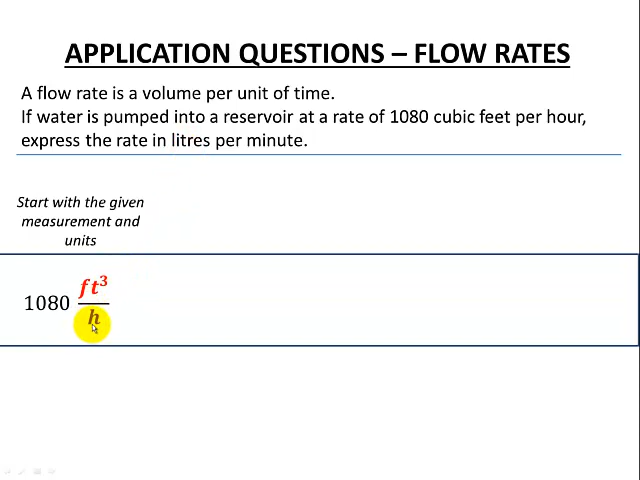 APPLICATION QUESTIONS – FLOW RATES
A flow rate is a volume per unit of time.
If water is pumped into a reservoir at a rate of 1080 cubic feet per hour,
express the rate in litres per minute.
Start with the given
measurement and
units
1080 ft³/h